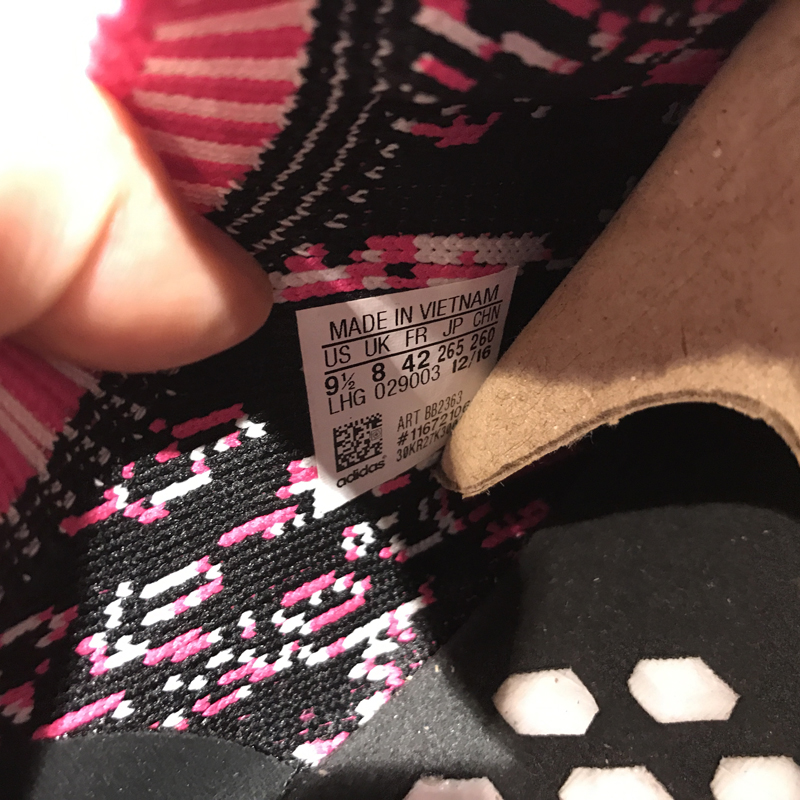 MADE IN VIETNAM
US UK FR JP CHN
9½ 8 42 265 260
LHG 029003 12/16
ART BB2363
adidas